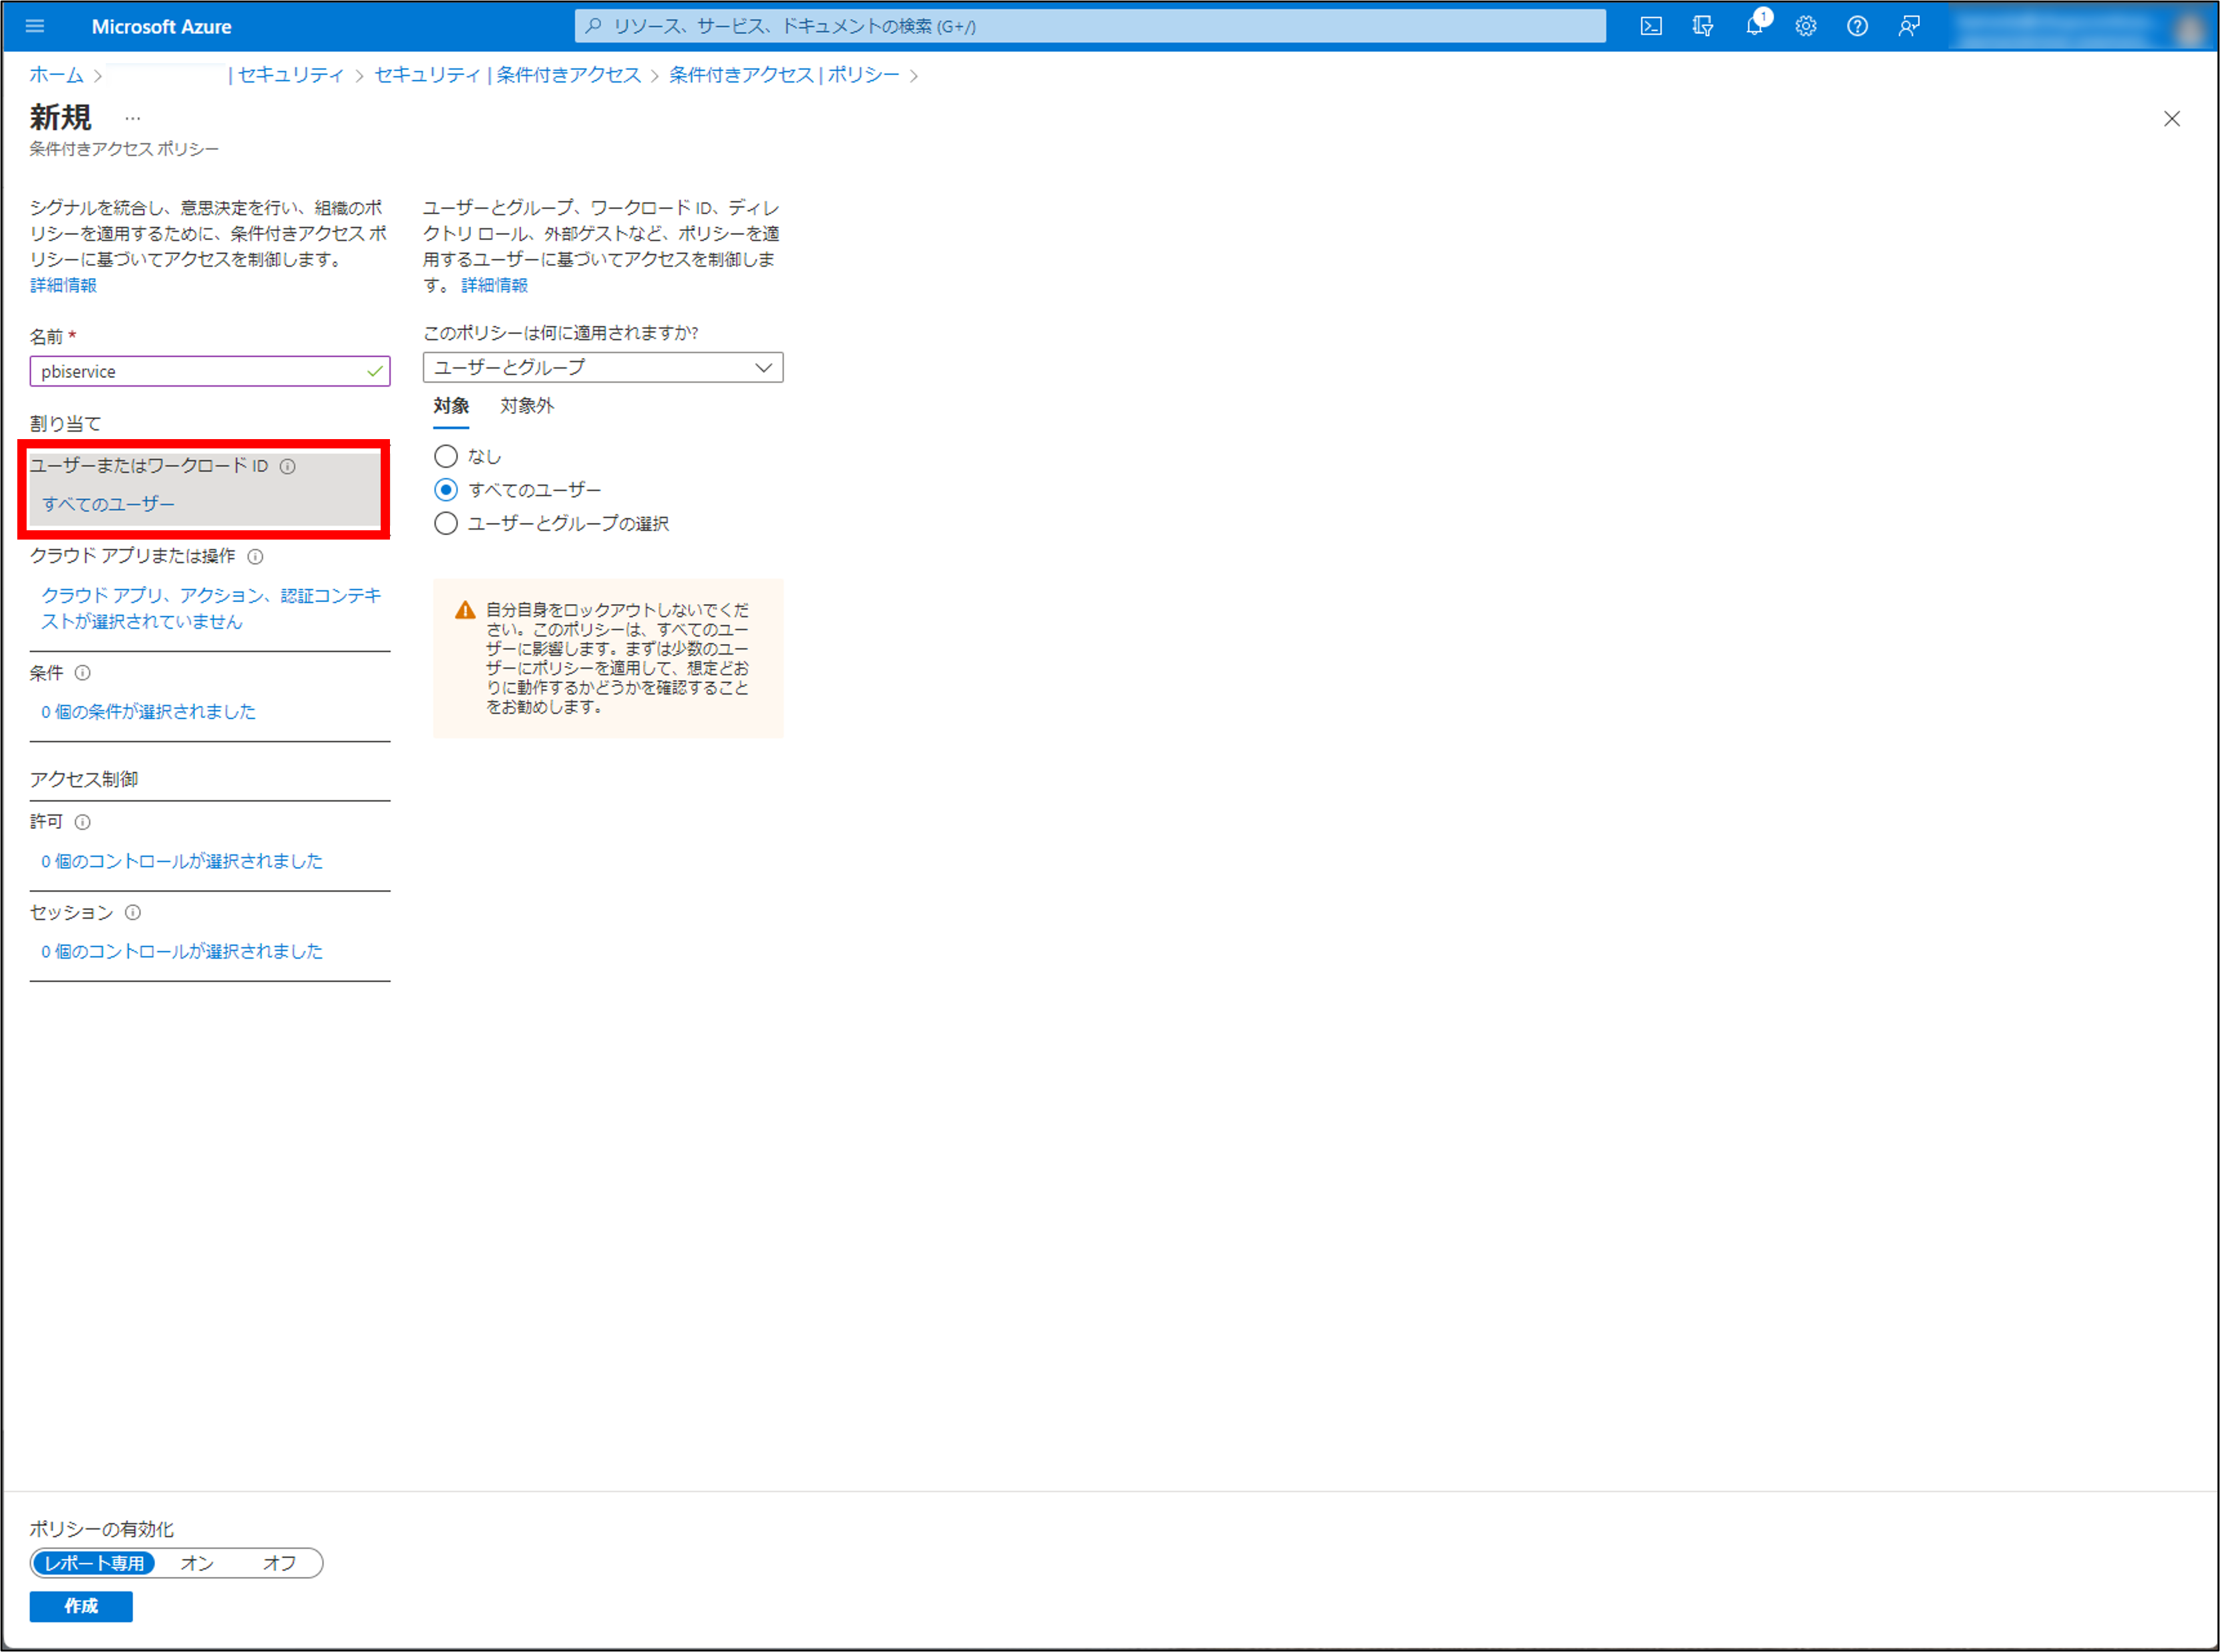 Microsoft Azure
リソース、サービス、ドキュメントの検索 (G+/)
1
ホーム > | セキュリティ > セキュリティ | 条件付きアクセス > 条件付きアクセス | ポリシー >
新規 …
条件付きアクセス ポリシー
シグナルを統合し、意思決定を行い、組織のポ
リシーを適用するために、条件付きアクセス ポ
リシーに基づいてアクセスを制御します。
詳細情報
名前 *
pbiservice
割り当て
ユーザーまたはワークロード ID
すべてのユーザー
クラウド アプリまたは操作
クラウド アプリ、アクション、認証コンテキ
ストが選択されていません
条件
0 個の条件が選択されました
アクセス制御
許可
0 個のコントロールが選択されました
セッション
0 個のコントロールが選択されました
ユーザーとグループ、ワークロード ID、ディレ
クトリ ロール、外部ゲストなど、ポリシーを適
用するユーザーに基づいてアクセスを制御しま
す。 詳細情報
このポリシーは何に適用されますか?
ユーザーとグループ
対象 対象外
なし
すべてのユーザー
ユーザーとグループの選択
自分自身をロックアウトしないでくだ
さい。このポリシーは、すべてのユー
ザーに影響します。まずは少数のユー
ザーにポリシーを適用して、想定どお
りに動作するかどうかを確認すること
をお勧めします。
ポリシーの有効化
レポート専用 オン オフ
作成